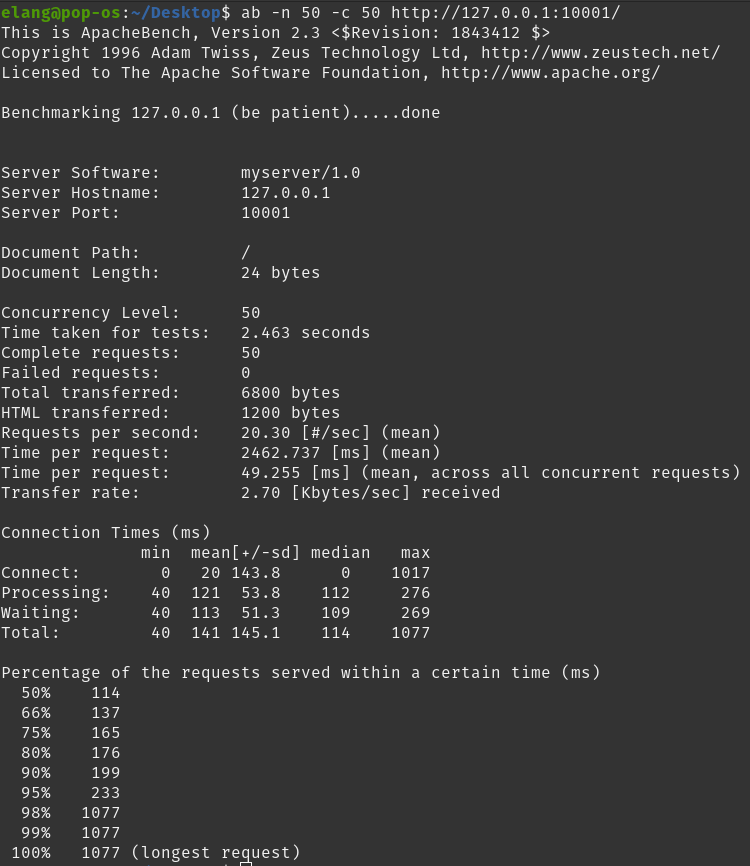 elang@pop-os:~/Desktop$ ab -n 50 -c 50 http://127.0.0.1:10001/
This is ApacheBench, Version 2.3 <$Revision: 1843412 $>
Copyright 1996 Adam Twiss, Zeus Technology Ltd, http://www.zeustech.net/
Licensed to The Apache Software Foundation, http://www.apache.org/

Benchmarking 127.0.0.1 (be patient).....done


Server Software:        myserver/1.0
Server Hostname:        127.0.0.1
Server Port:            10001

Document Path:          /
Document Length:        24 bytes

Concurrency Level:      50
Time taken for tests:   2.463 seconds
Complete requests:      50
Failed requests:        0
Total transferred:      6800 bytes
HTML transferred:       1200 bytes
Requests per second:    20.30 [#/sec] (mean)
Time per request:       2462.737 [ms] (mean)
Time per request:       49.255 [ms] (mean, across all concurrent requests)
Transfer rate:          2.70 [Kbytes/sec] received

Connection Times (ms)
              min  mean[+/-sd] median   max
Connect:        0   20 143.8      0    1017
Processing:    40  121  53.8    112     276
Waiting:       40  113  51.3    109     269
Total:         40  141 145.1    114    1077

Percentage of the requests served within a certain time (ms)
  50%    114
  66%    137
  75%    165
  80%    176
  90%    199
  95%    233
  98%   1077
  99%   1077
 100%   1077 (longest request)